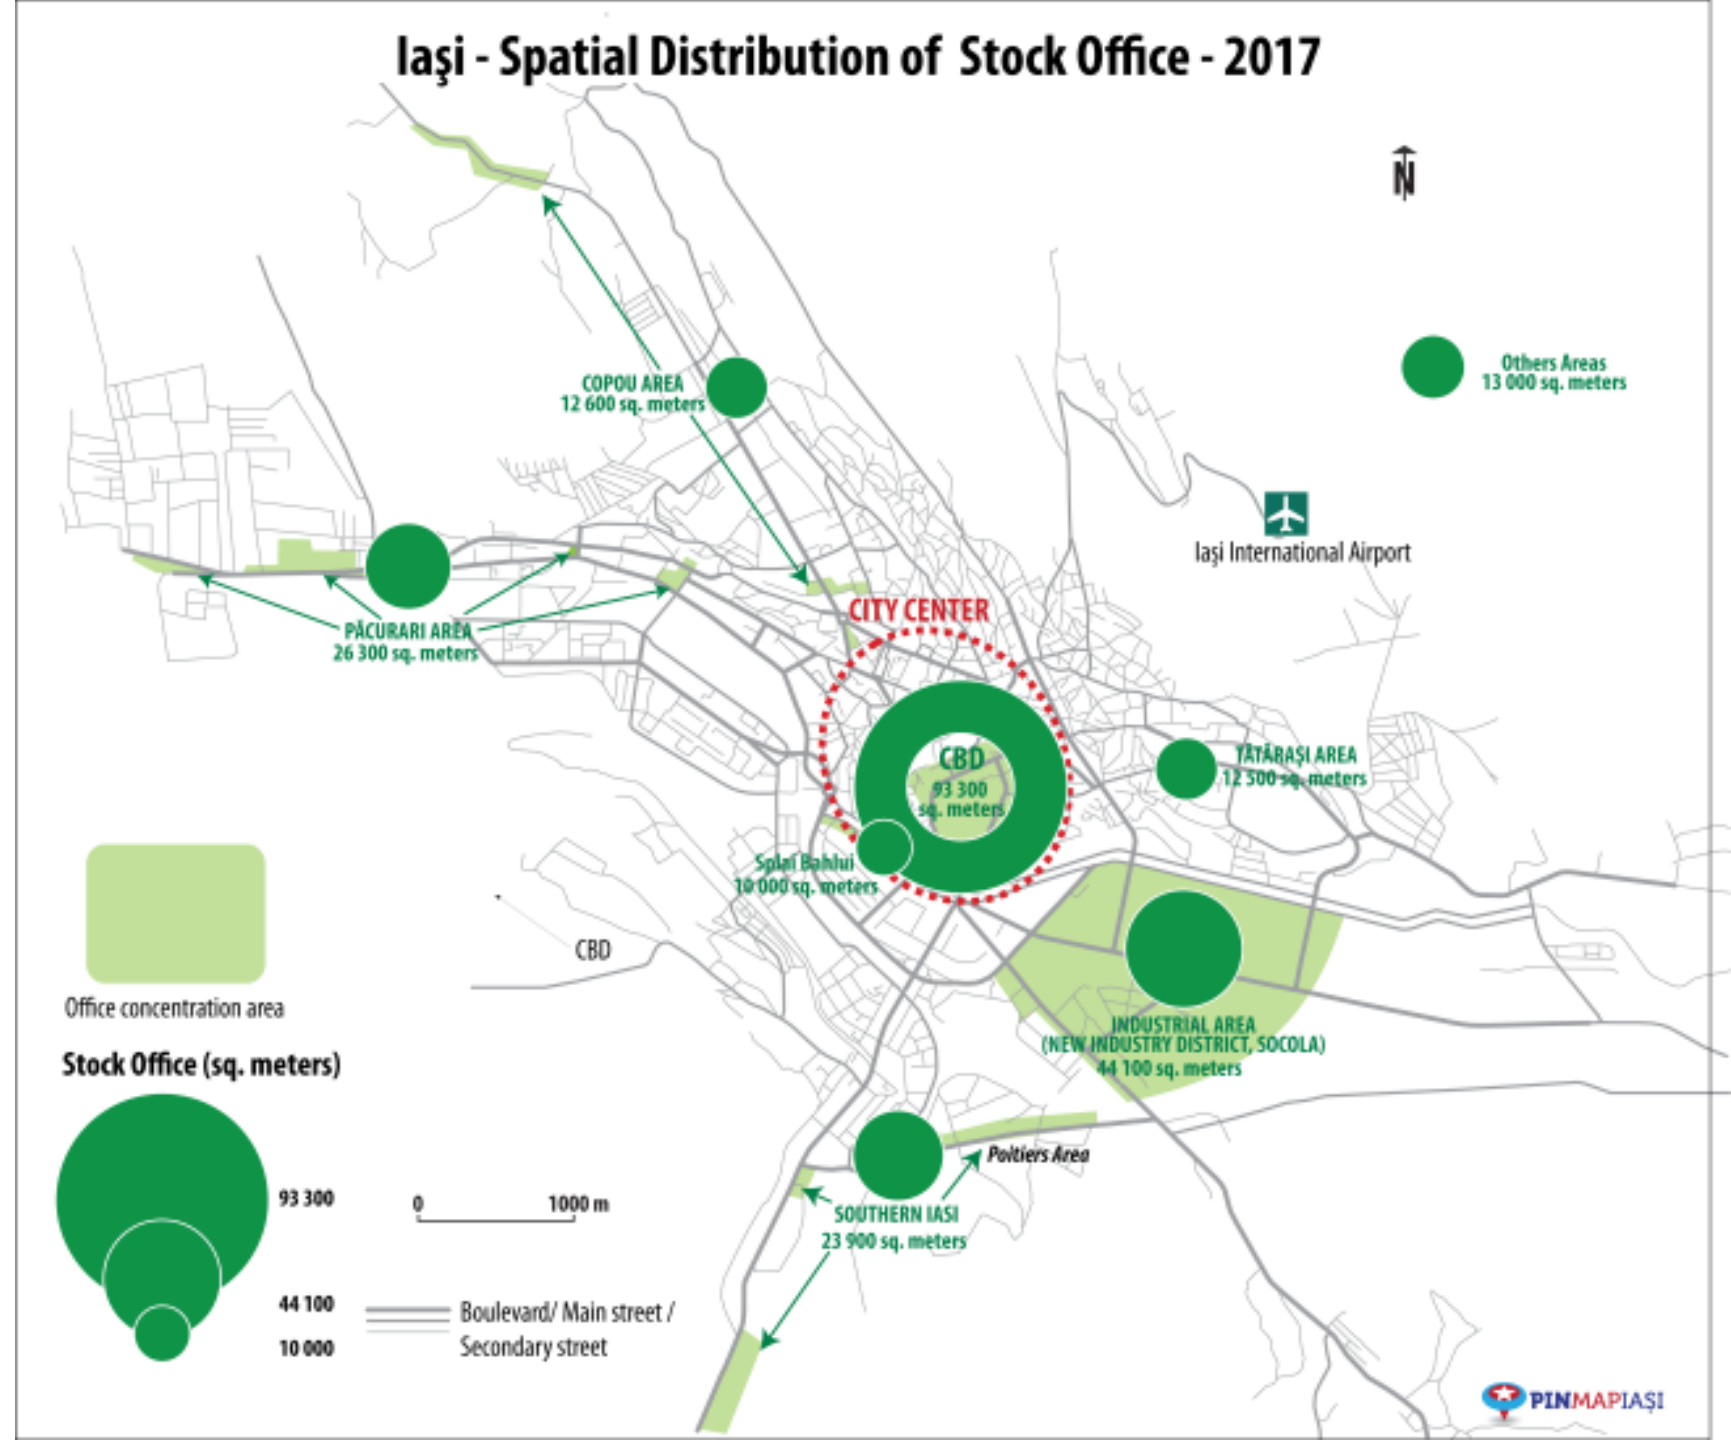 Iaşi - Spatial Distribution of Stock Office - 2017
N
Others Areas
13 000 sq. meters
COPOU AREA
12 600 sq. meters
Iaşi International Airport
CITY CENTER
PĂCURARI AREA
26 300 sq. meters
CBD
93 300
sq. meters
TĂTĂRAŞI AREA
12 500 sq. meters
Splai Bahlui
10 000 sq. meters
CBD
Office concentration area
INDUSTRIAL AREA
(NEW INDUSTRY DISTRICT, SOCOLA)
44 100 sq. meters
Stock Office (sq. meters)
Poitiers Area
93 300
0 1000 m
SOUTHERN IASI
23 900 sq. meters
44 100
10 000
Boulevard/ Main street /
Secondary street
PINMAPIAŞI